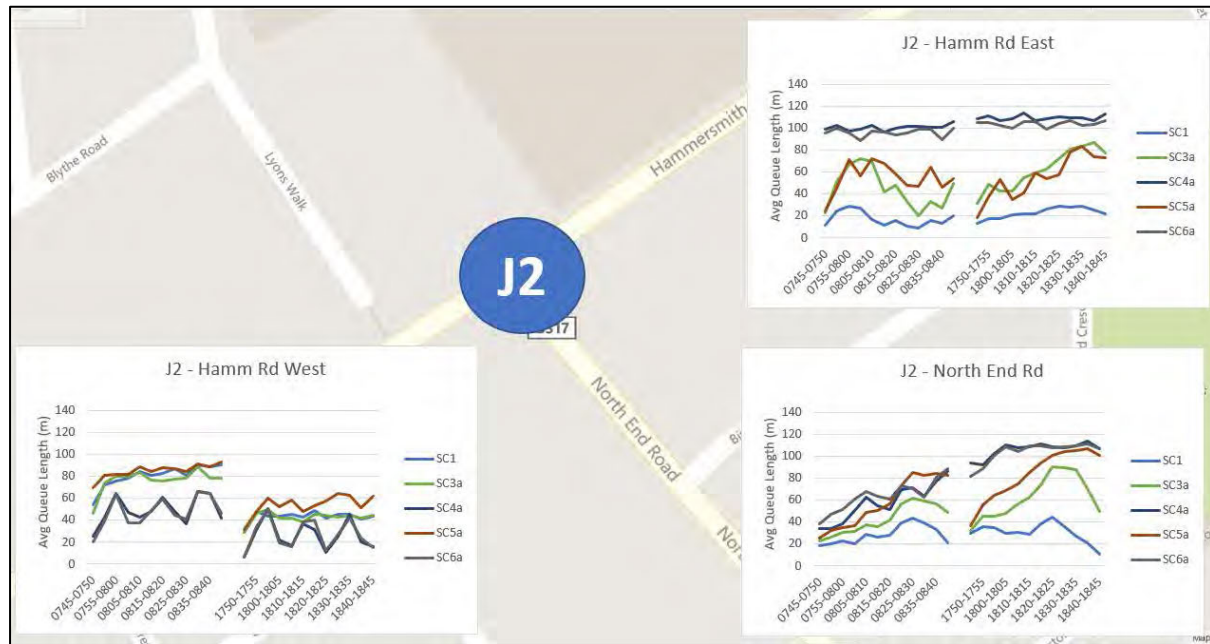 Blythe Road
Lyons Walk
Hammersmith
J2
North End Road
J2 - Hamm Rd East
Avg Queue Length (m)
140
120
100
80
60
40
20
0
0745-0750
0755-0800
0805-0810
0815-0820
0825-0830
0835-0840
1750-1755
1800-1805
1810-1815
1820-1825
1830-1835
1840-1845
SC1
SC3a
SC4a
SC5a
SC6a
J2 - Hamm Rd West
Avg Queue Length (m)
140
120
100
80
60
40
20
0
0745-0750
0755-0800
0805-0810
0815-0820
0825-0830
0835-0840
1750-1755
1800-1805
1810-1815
1820-1825
1830-1835
1840-1845
SC1
SC3a
SC4a
SC5a
SC6a
J2 - North End Rd
Avg Queue Length (m)
140
120
100
80
60
40
20
0
0745-0750
0755-0800
0805-0810
0815-0820
0825-0830
0835-0840
1750-1755
1800-1805
1810-1815
1820-1825
1830-1835
1840-1845
SC1
SC3a
SC4a
SC5a
SC6a